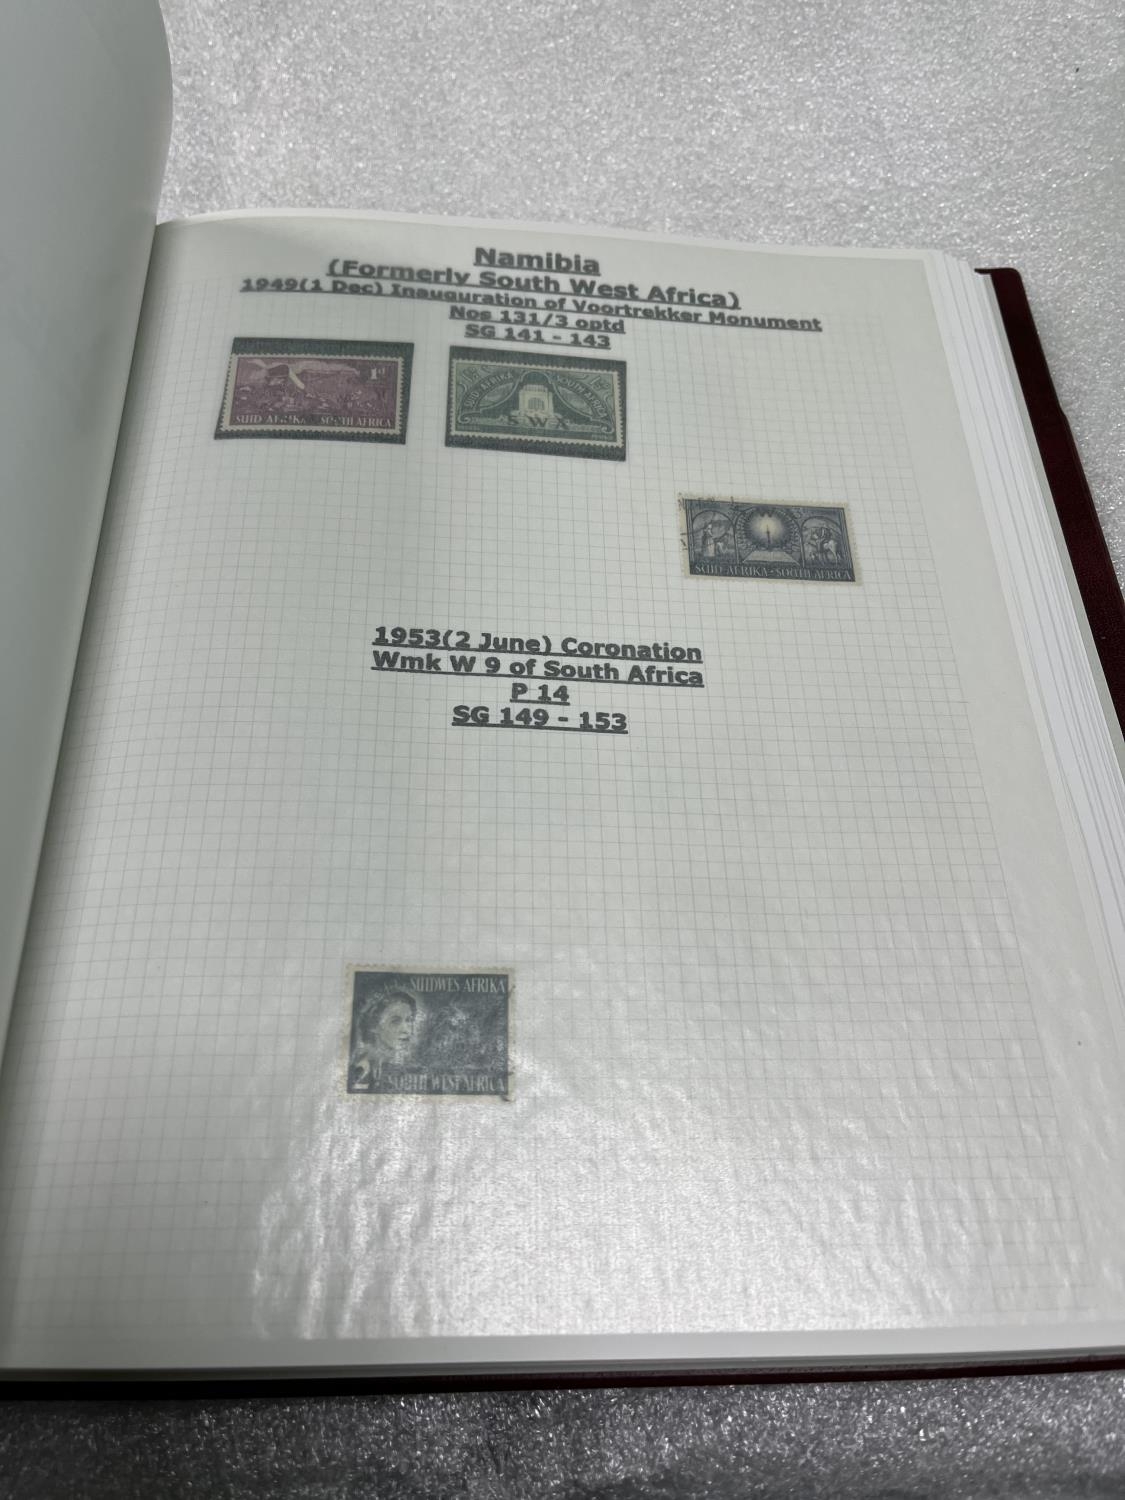 Namibia
(Formerly South West Africa)
1949(1 Dec) Inauguration of Voortrekker Monument
Nos 131/3 optd
SG 141 - 143
1d
SUID AFRIKA SOUTH AFRICA
SUID AFRIKA SOUTH AFRICA
SWA
SUID AFRIKA-SOUTH AFRICA
1953(2 June) Coronation
Wmk W 9 of South Africa
P 14
SG 149 - 153
SUIDWES AFRIKA
2d SOUTH WEST AFRICA